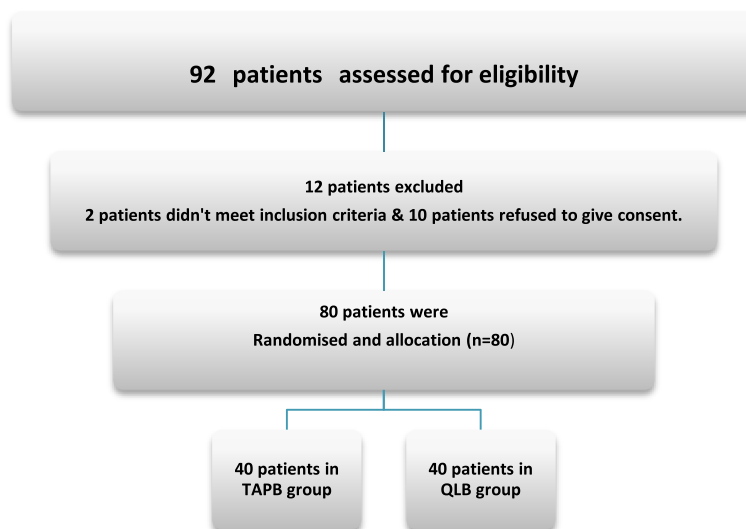 92 patients assessed for eligibility
12 patients excluded
2 patients didn't meet inclusion criteria & 10 patients refused to give consent.
80 patients were
Randomised and allocation (n=80)
40 patients in
TAPB group
40 patients in
QLB group